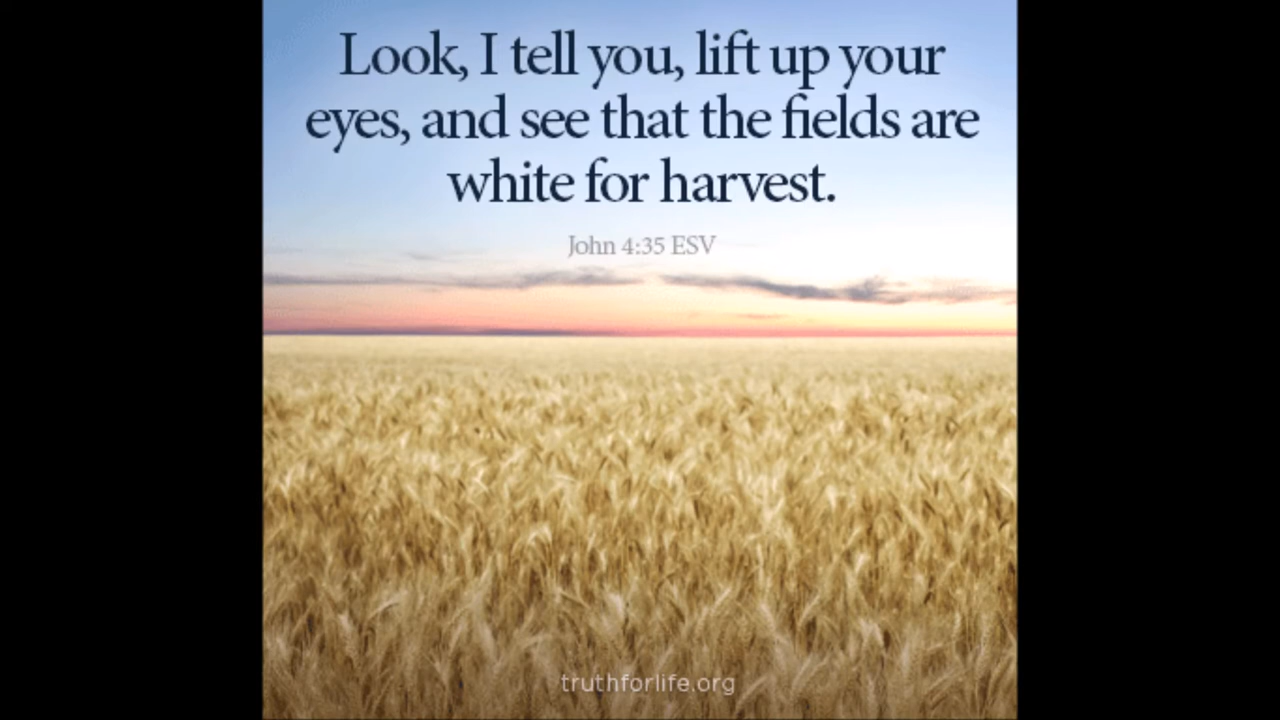 Look, I tell you, lift up your
eyes, and see that the fields are
white for harvest.
John 4:35 ESV
truthforlife.org